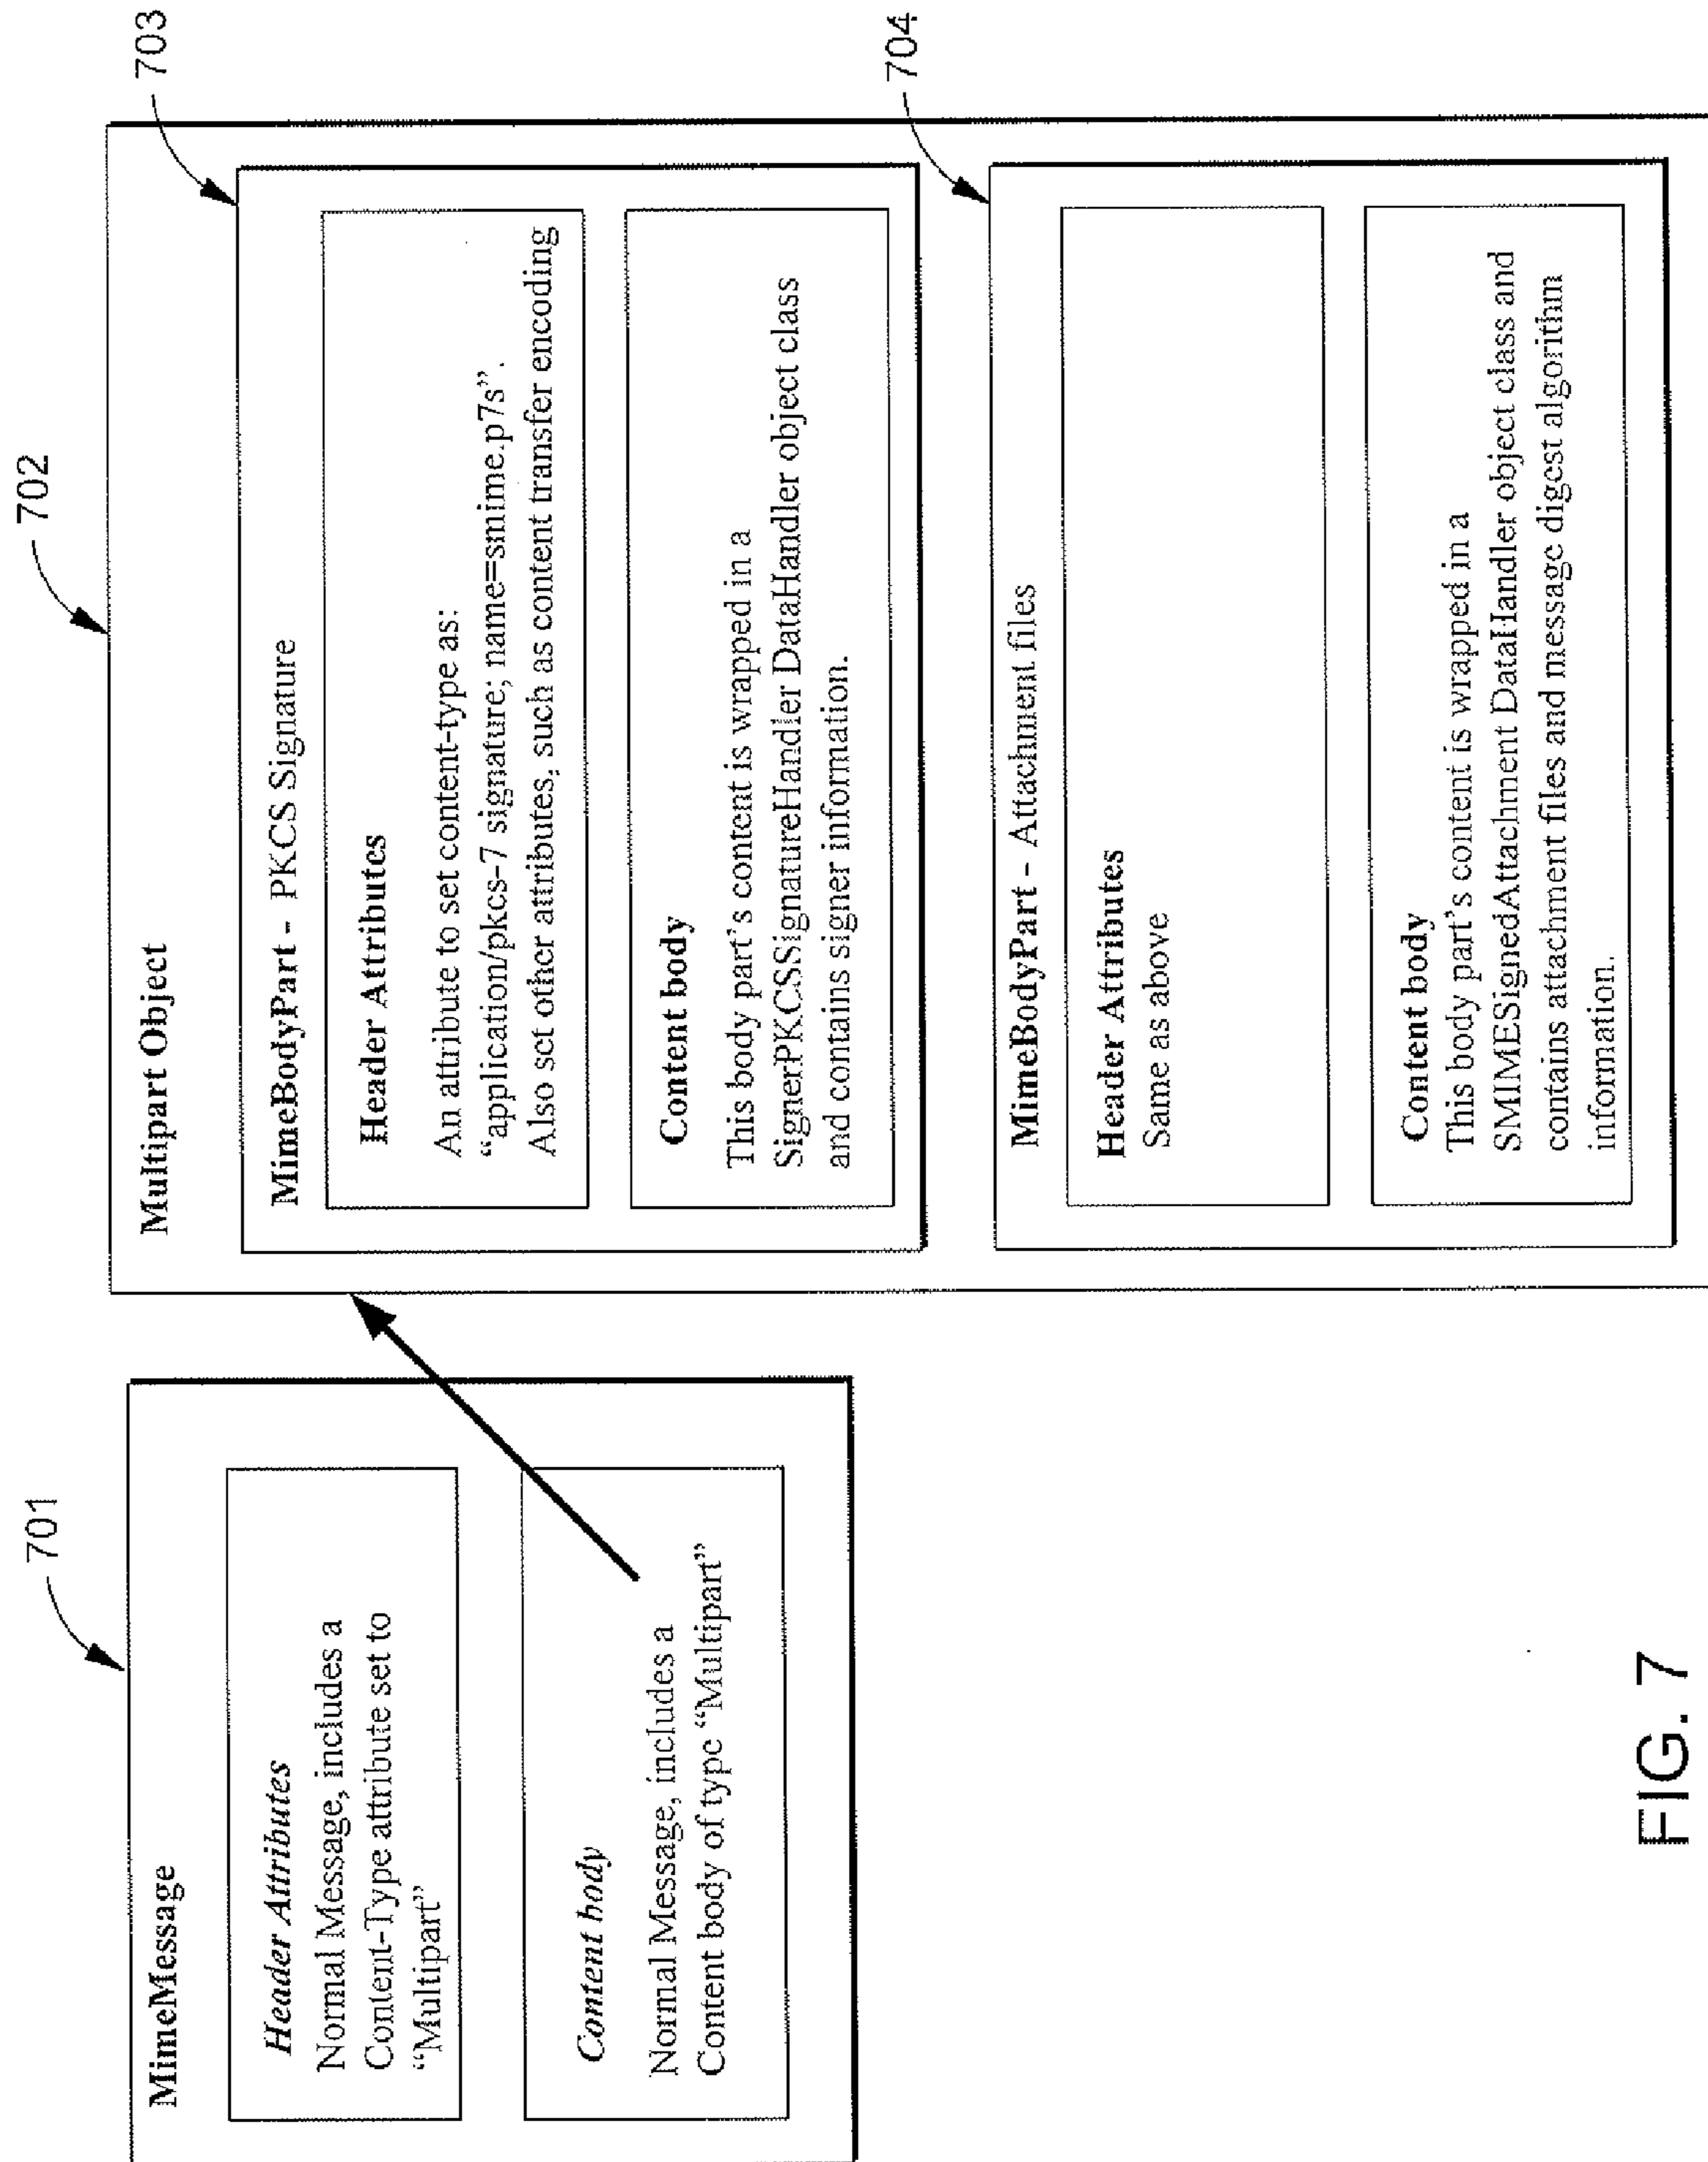 701
MimeMessage
Header Attributes
Normal Message, includes a
Content-Type attribute set to
“Multipart”
Content body
Normal Message, includes a
Content body of type “Multipart”
702
Multipart Object
703
MimeBodyPart - PKCS Signature
Header Attributes
An attribute to set content-type as:
“application/pkcs-7 signature; name=smime.p7s”.
Also set other attributes, such as content transfer encoding
Content body
This body part’s content is wrapped in a
SignerPKCSSignatureHandler DataHandler object class
and contains signer information.
704
MimeBodyPart - Attachment files
Header Attributes
Same as above
Content body
This body part’s content is wrapped in a
SMIMESignedAttachment DataHandler object class and
contains attachment files and message digest algorithm
information.
FIG. 7